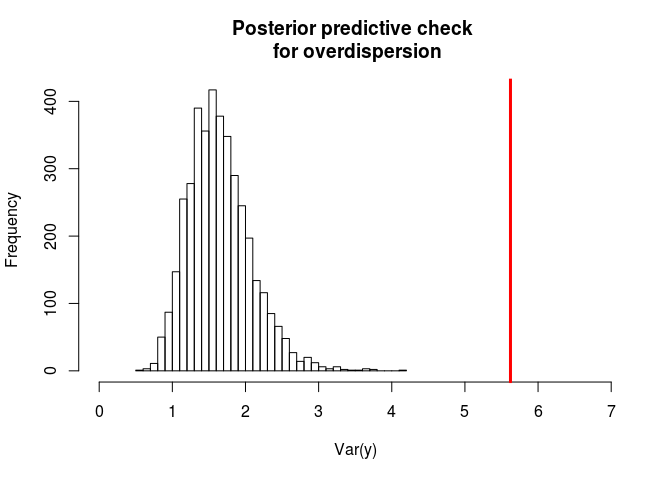 Posterior predictive check
for overdispersion
400
300
200
100
0
Frequency
0 1 2 3 4 5 6 7
Var(y)